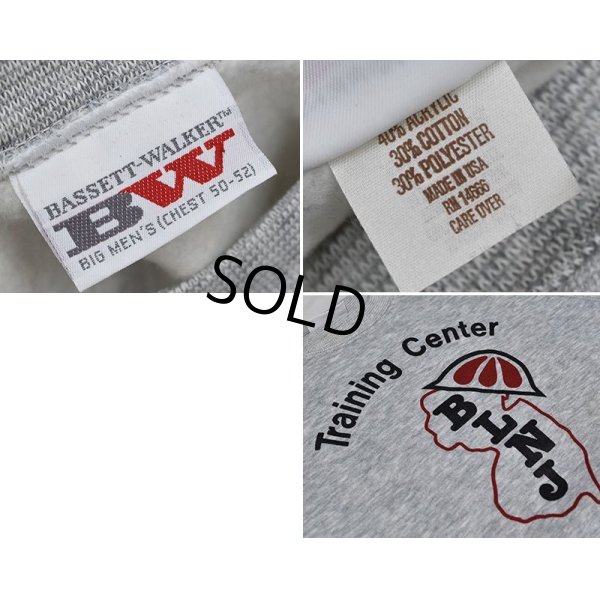 BASSETT-WALKER™
BW
BIG MEN'S (CHEST 50-52)
40% ACRYLIC
30% COTTON
30% POLYESTER
MADE IN USA
RN 14666
CARE OVER
SOLD
Training Center
BLNJ